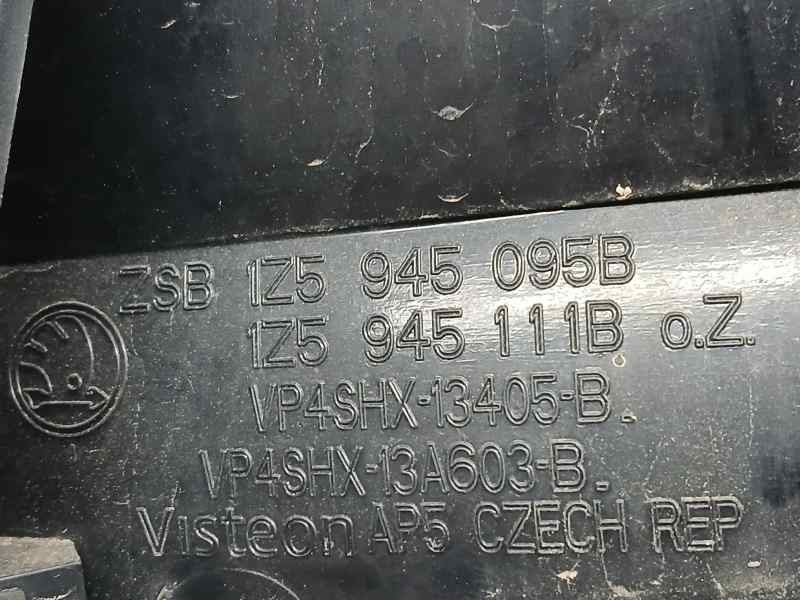 ZSB 1Z5 945 095B
1Z5 945 111B o.Z.
VP4SHX-13405-B
VP4SHX-13A603-B
Visteon AP5 CZECH REP